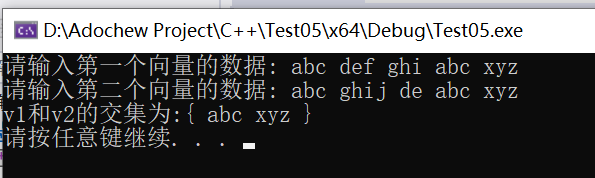 D:\Adochew Project\C++\Test05\x64\Debug\Test05.exe
请输入第一个向量的数据: abc def ghi abc xyz
请输入第二个向量的数据: abc ghij de abc xyz
v1和v2的交集为:{ abc xyz }
请按任意键继续. . .